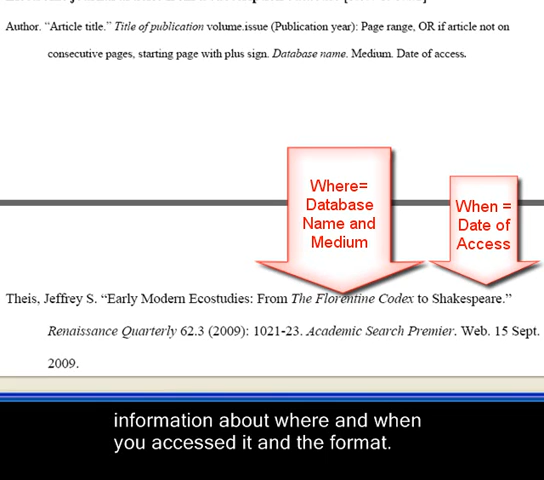 Author. “Article title.” Title of publication volume.issue (Publication year): Page range, OR if article not on
consecutive pages, starting page with plus sign. Database name. Medium. Date of access.
Where=
Database
Name and
Medium
When =
Date of
Access
Theis, Jeffrey S. “Early Modern Ecostudies: From The Florentine Codex to Shakespeare.”
Renaissance Quarterly 62.3 (2009): 1021-23. Academic Search Premier. Web. 15 Sept.
2009.
information about where and when
you accessed it and the format.